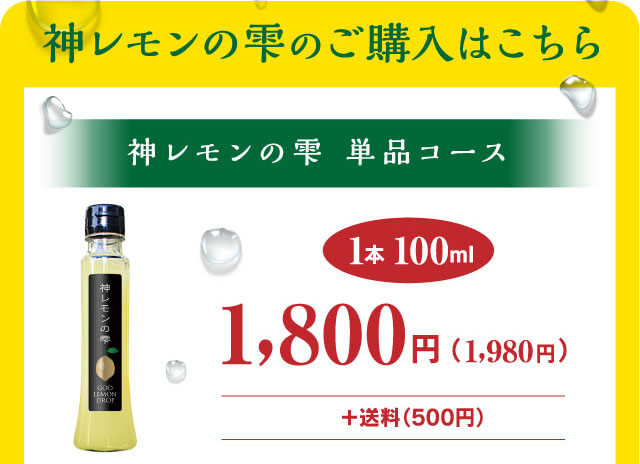 神レモンの雫のご購入はこちら
神レモンの雫 単品コース
1本 100ml
1,800円（1,980円）
＋送料（500円）
神レモンの雫
GOD
LEMON
DROP